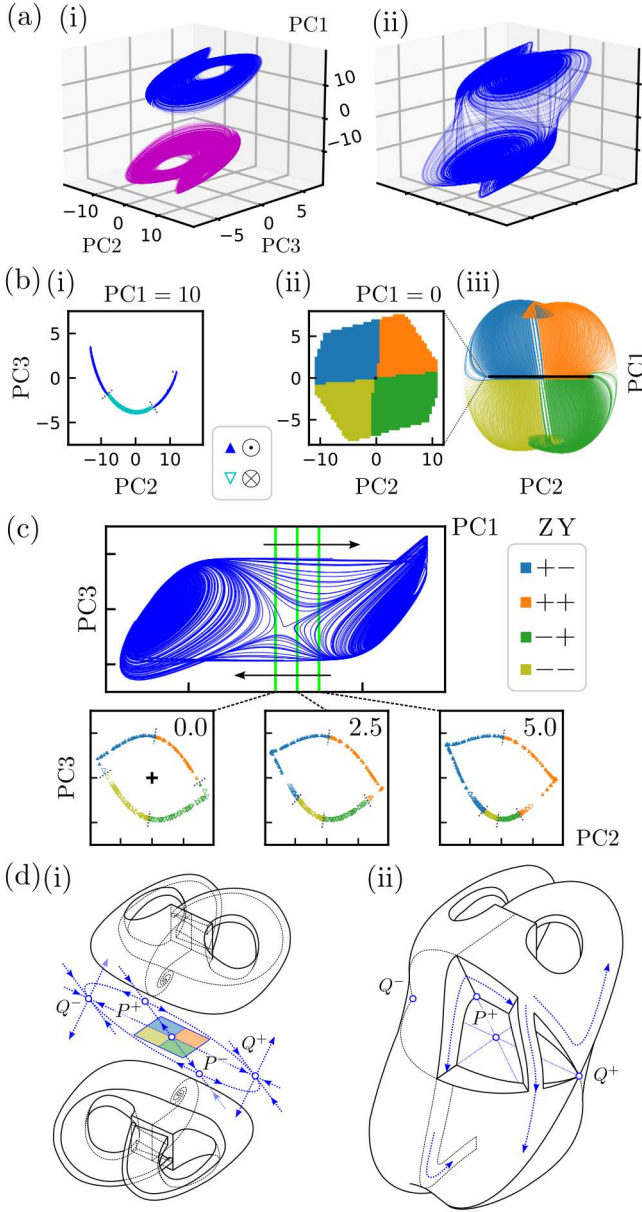 (a) (i) PC1 (ii)
10
0
−10
−10 0 10
−5 0 5
PC2 PC3
(b) (i) PC1 = 10 (ii) PC1 = 0 (iii)
5
0
−5
PC3
−10 0 10
PC2
▲ ⊙
▽ ⊗
5
0
−5
−10 0 10
PC2
PC1
PC2
(c) PC1
PC3
Z Y
+ −
+ +
− +
− −
0.0 2.5 5.0
PC3
PC2
(d) (i) (ii)
Q⁻ P⁺
P⁻ Q⁺
Q⁻
P⁺
Q⁺